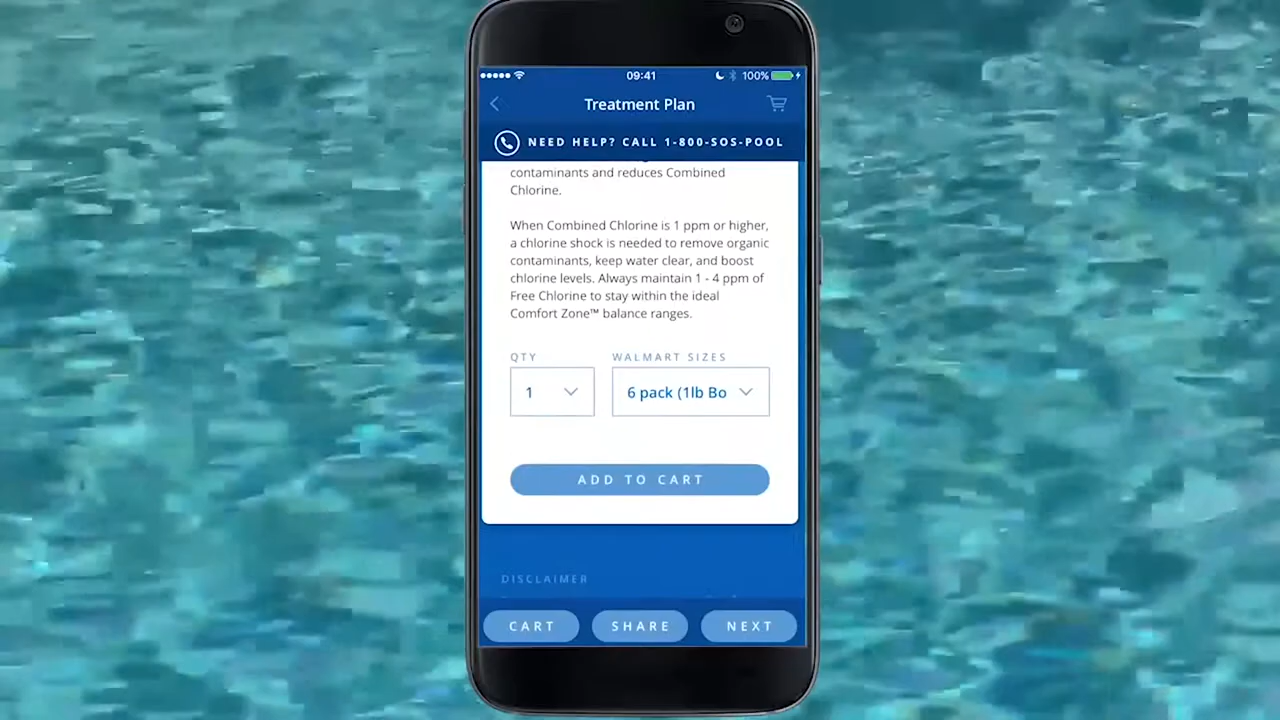 09:41
100%
Treatment Plan
NEED HELP? CALL 1-800-SOS-POOL
contaminants and reduces Combined
Chlorine.
When Combined Chlorine is 1 ppm or higher,
a chlorine shock is needed to remove organic
contaminants, keep water clear, and boost
chlorine levels. Always maintain 1 - 4 ppm of
Free Chlorine to stay within the ideal
Comfort Zone™ balance ranges.
QTY
WALMART SIZES
1
6 pack (1lb Bo
ADD TO CART
DISCLAIMER
CART
SHARE
NEXT